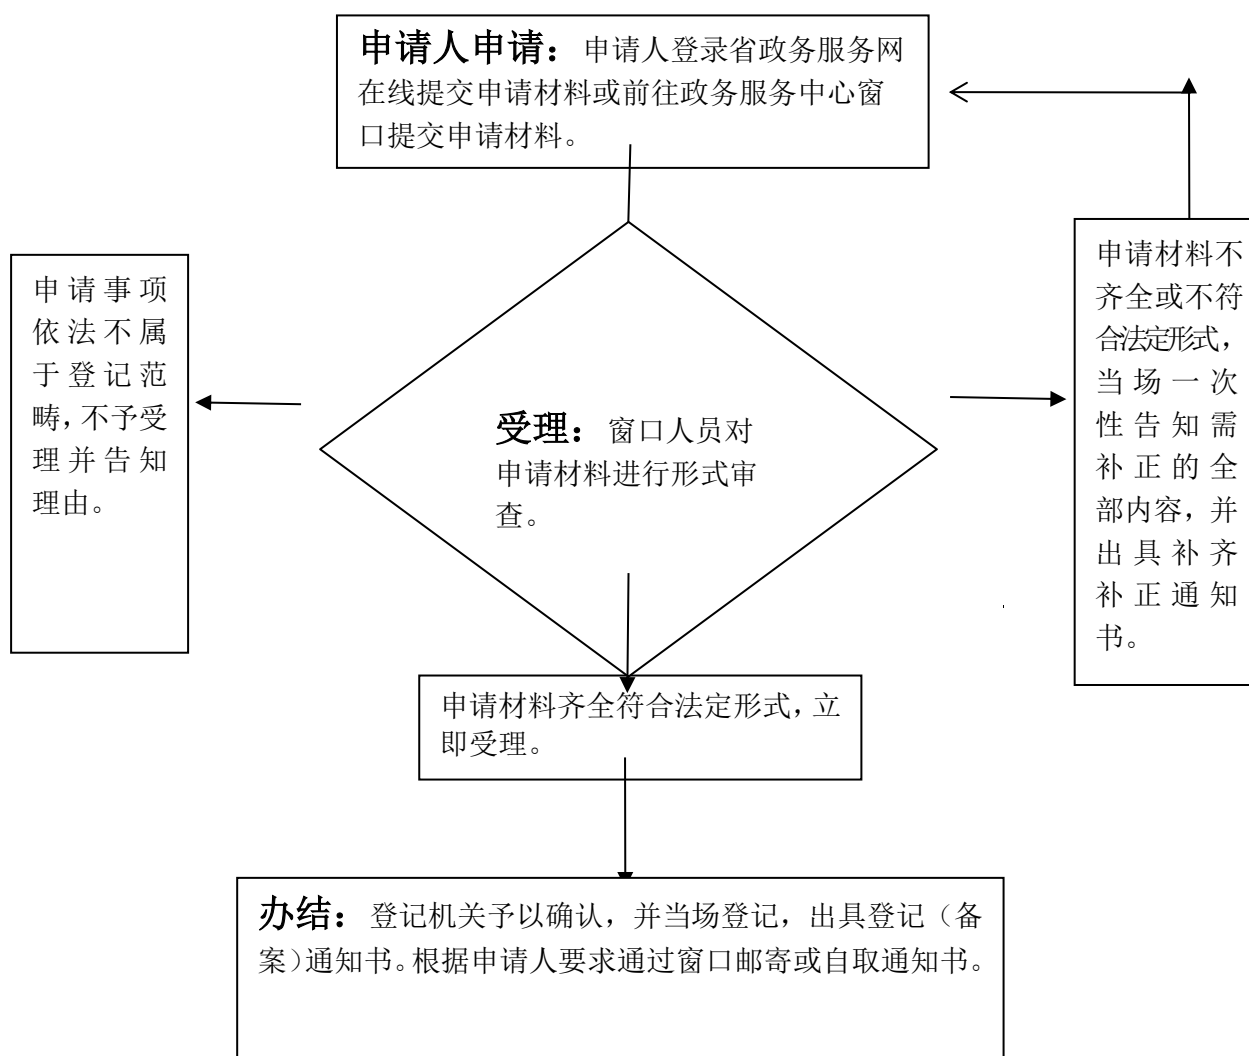 申请人申请：申请人登录省政务服务网
在线提交申请材料或前往政务服务中心窗
口提交申请材料。
申请事项
依法不属
于登记范
畴，不予受
理并告知
理由。
受理：窗口人员对
申请材料进行形式审
查。
申请材料不
齐全或不符
合法定形式，
当场一次
性告知需
补正的全
部内容，并
出具补齐
补正通知
书。
申请材料齐全符合法定形式，立
即受理。
办结：登记机关予以确认，并当场登记，出具登记（备
案）通知书。根据申请人要求通过窗口邮寄或自取通知书。